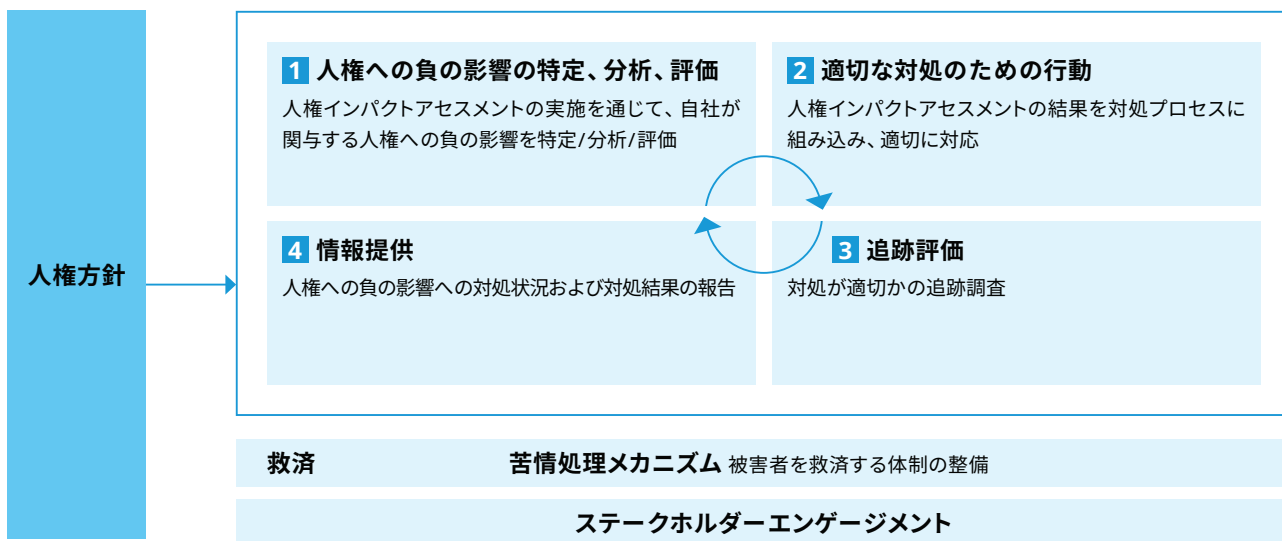 人権方針
1 人権への負の影響の特定、分析、評価
人権インパクトアセスメントの実施を通じて、自社が
関与する人権への負の影響を特定/分析/評価
2 適切な対処のための行動
人権インパクトアセスメントの結果を対処プロセスに
組み込み、適切に対応
4 情報提供
人権への負の影響への対処状況および対処結果の報告
3 追跡評価
対処が適切かの追跡調査
救済 苦情処理メカニズム 被害者を救済する体制の整備
ステークホルダーエンゲージメント